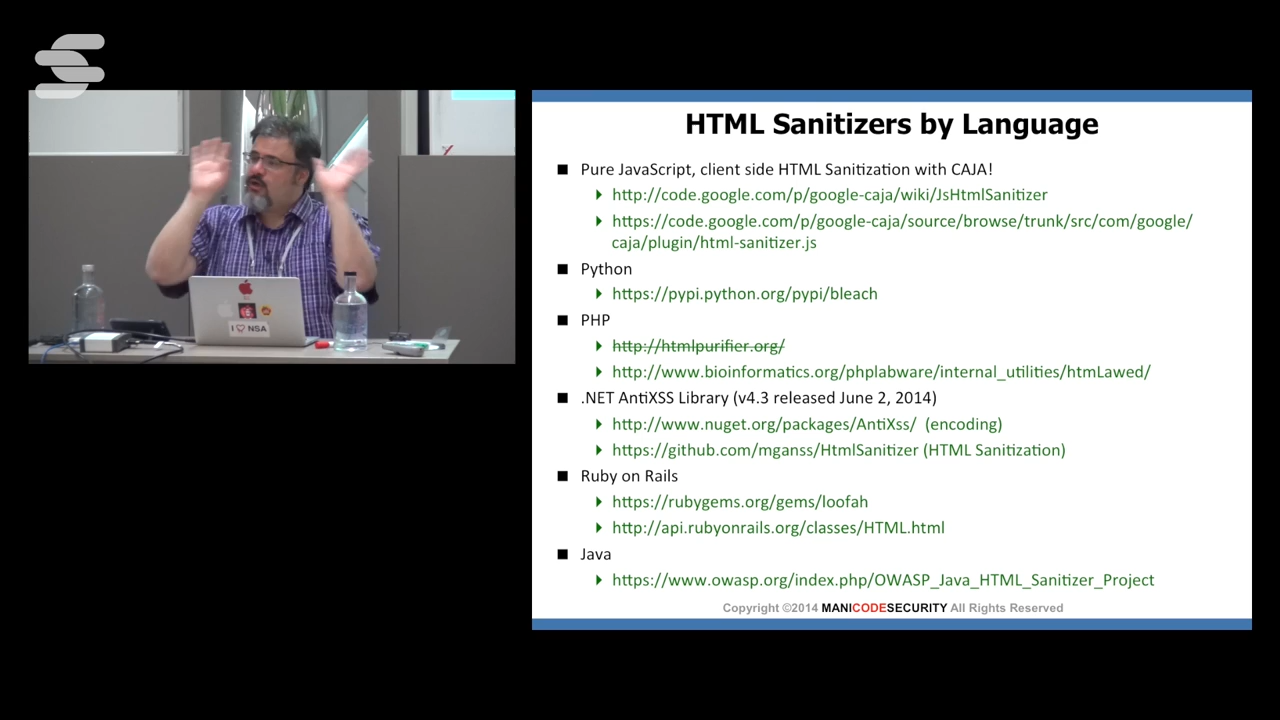 HTML Sanitizers by Language
Pure JavaScript, client side HTML Sanitization with CAJA!
http://code.google.com/p/google-caja/wiki/JsHtmlSanitizer
https://code.google.com/p/google-caja/source/browse/trunk/src/com/google/
caja/plugin/html-sanitizer.js
Python
https://pypi.python.org/pypi/bleach
PHP
http://htmlpurifier.org/
http://www.bioinformatics.org/phplabware/internal_utilities/htmLawed/
.NET AntiXSS Library (v4.3 released June 2, 2014)
http://www.nuget.org/packages/AntiXss/ (encoding)
https://github.com/mganss/HtmlSanitizer (HTML Sanitization)
Ruby on Rails
https://rubygems.org/gems/loofah
http://api.rubyonrails.org/classes/HTML.html
Java
https://www.owasp.org/index.php/OWASP_Java_HTML_Sanitizer_Project
Copyright ©2014 MANICODESECURITY All Rights Reserved
I ♡ NSA